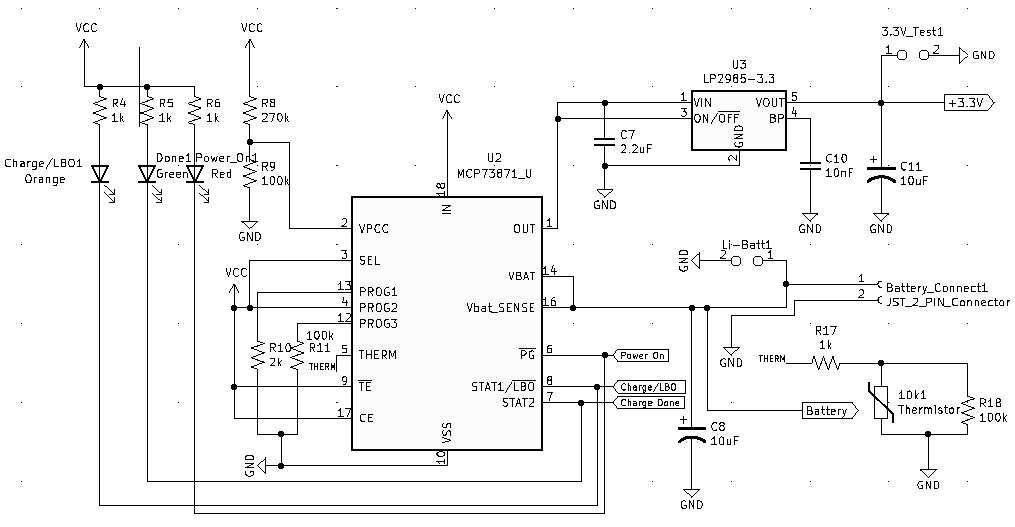 VCC
VCC
3.3V_Test1
1 2
GND
U3
LP2985-3.3
R4
1k
R5
1k
R6
1k
R8
270k
VCC
1 VIN VOUT 5
3 ON/OFF BP 4
GND
2
+3.3V
C7
2.2uF
Charge/LBO1
Orange
Done1
Green
Power_On1
Red
R9
100k
U2
MCP73871_U
C10
10nF
C11
10uF
18
IN
GND
GND
GND
GND
2 VPCC OUT 1
Li-Batt1
GND
2 1
3 SEL
VCC
VBAT 14
13 PROG1
4 PROG2 Vbat_SENSE 16
12 PROG3
1 Battery_Connect1
2 JST_2_PIN_Connector
100k
R10
2k
R11
THERM
5 THERM PG 6
Power On
GND
R17
1k
THERM
9 TE STAT1/LBO 8
Charge/LBO
STAT2 7
Charge Done
17 CE
Battery
10k1
Thermistor
R18
100k
C8
10uF
VSS
10
GND
GND
GND